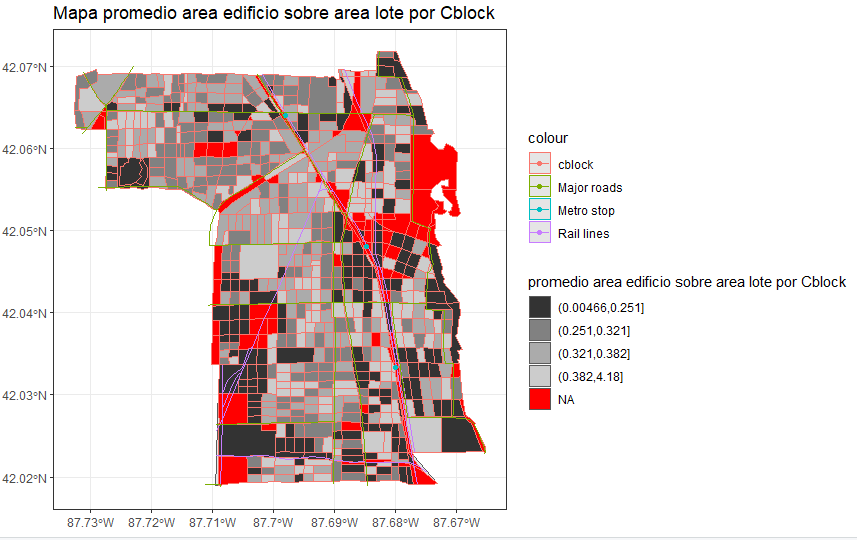 Mapa promedio area edificio sobre area lote por Cblock
42.07°N
42.06°N
42.05°N
42.04°N
42.03°N
42.02°N
87.73°W 87.72°W 87.71°W 87.7°W 87.69°W 87.68°W 87.67°W
colour
cblock
Major roads
Metro stop
Rail lines
promedio area edificio sobre area lote por Cblock
(0.00466,0.251]
(0.251,0.321]
(0.321,0.382]
(0.382,4.18]
NA